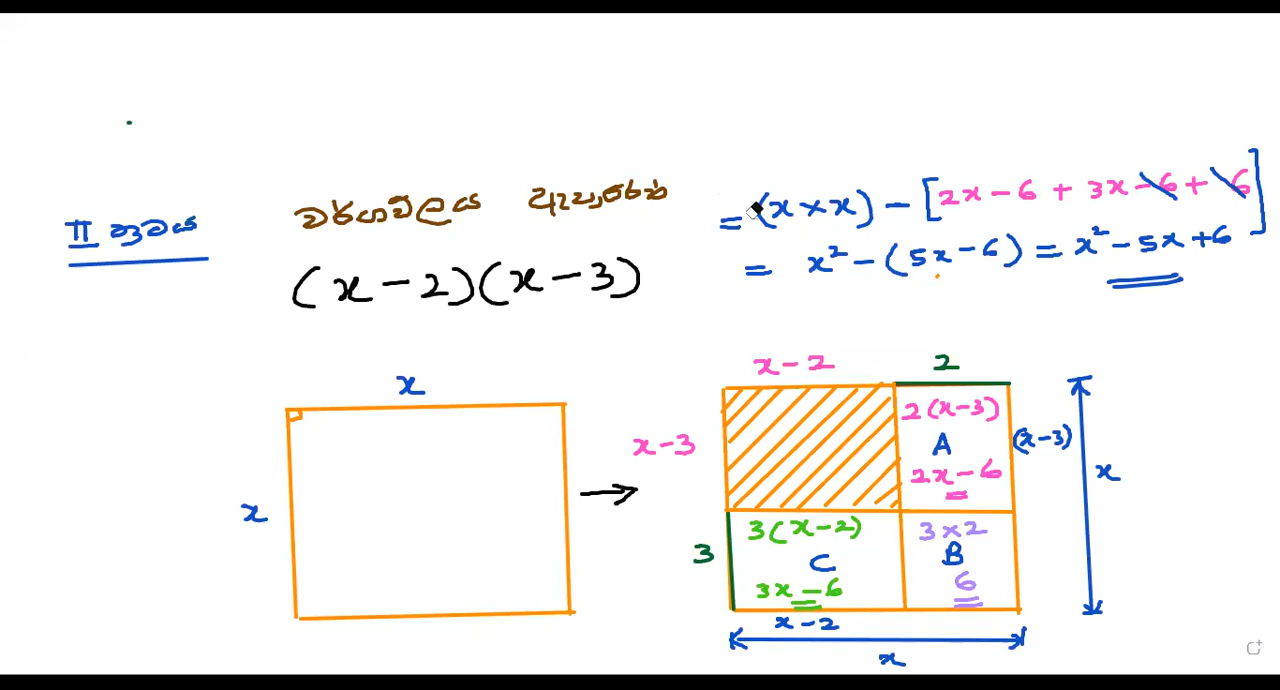 වර්ගඵලය ඇසුරෙන්
II ක්‍රමය
(x - 2)(x - 3)
= (x × x) - [2x - 6 + 3x - 6 + 6]
= x² - (5x - 6) = x² - 5x + 6
x
x
x - 2
2
x - 3
2(x - 3)
A
2x - 6
(x - 3)
x
3
3(x - 2)
C
3x - 6
3 × 2
B
6
x - 2
x